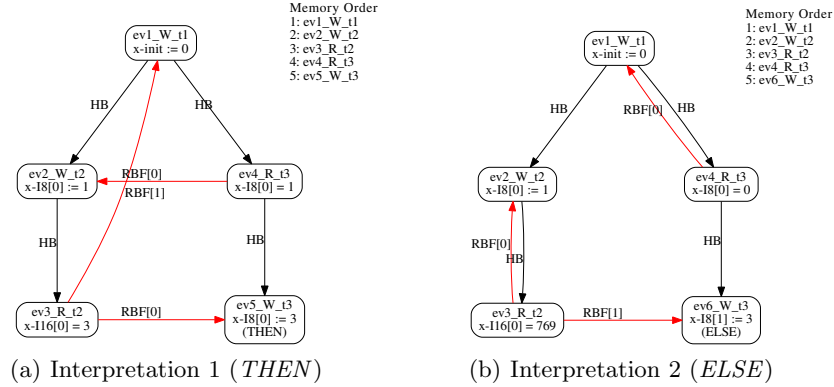 Memory Order
1: ev1_W_t1
2: ev2_W_t2
3: ev3_R_t2
4: ev4_R_t3
5: ev5_W_t3
ev1_W_t1
x-init := 0
HB
HB
ev2_W_t2
x-I8[0] := 1
RBF[0]
RBF[1]
ev4_R_t3
x-I8[0] = 1
HB
HB
ev3_R_t2
x-I16[0] = 3
RBF[0]
ev5_W_t3
x-I8[0] := 3
(THEN)
(a) Interpretation 1 (THEN)
Memory Order
1: ev1_W_t1
2: ev2_W_t2
3: ev3_R_t2
4: ev4_R_t3
5: ev6_W_t3
ev1_W_t1
x-init := 0
HB
RBF[0]
HB
ev2_W_t2
x-I8[0] := 1
ev4_R_t3
x-I8[0] = 0
RBF[0]
HB
HB
ev3_R_t2
x-I16[0] = 769
RBF[1]
ev6_W_t3
x-I8[1] := 3
(ELSE)
(b) Interpretation 2 (ELSE)